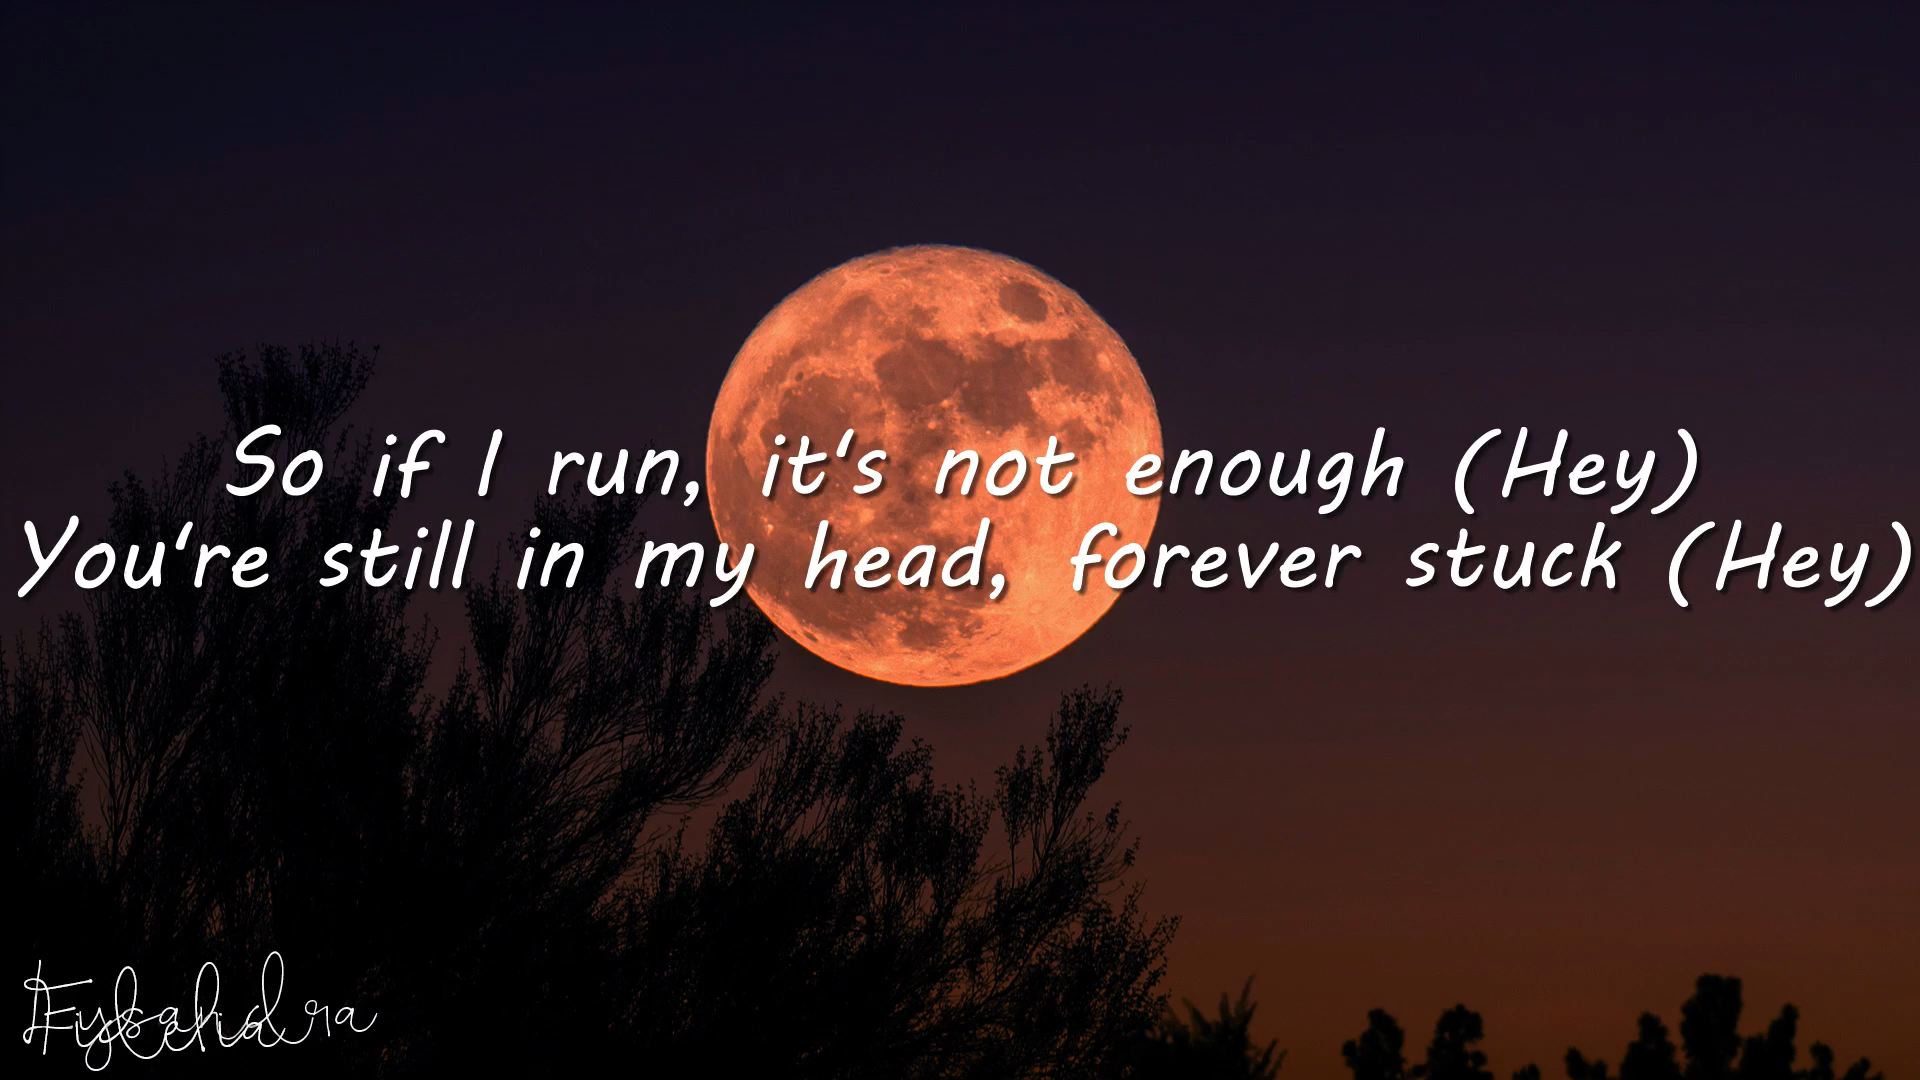 So if I run, it's not enough (Hey)
You're still in my head, forever stuck (Hey)